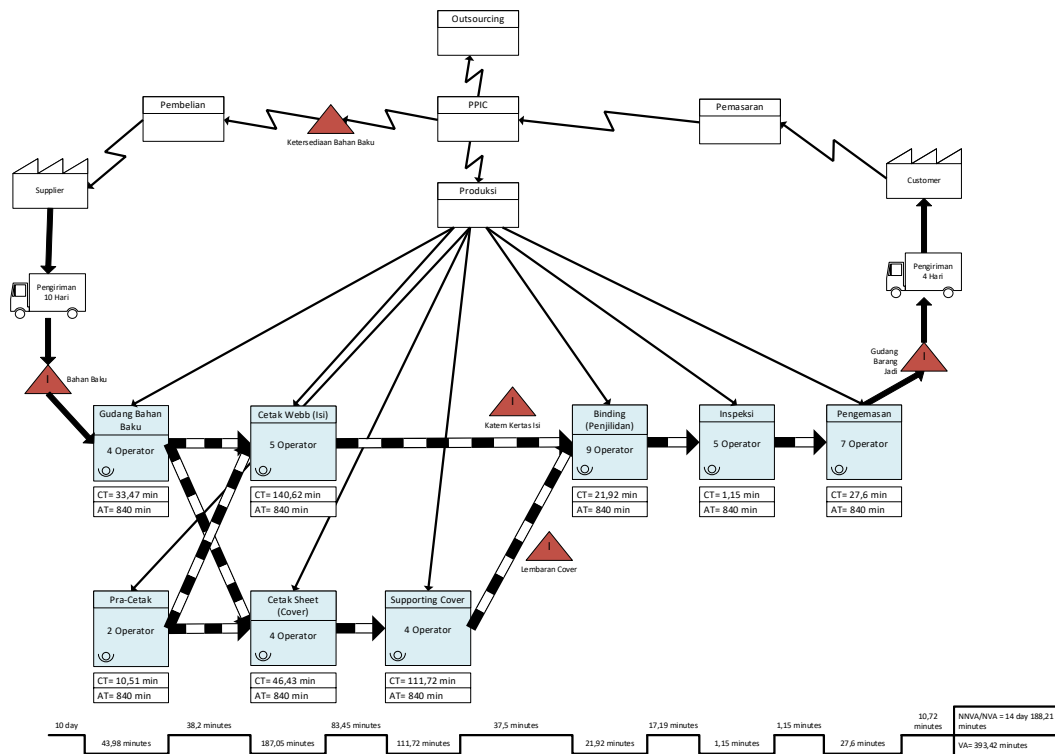 Outsourcing
Pembelian
PPIC
Pemasaran
Ketersediaan Bahan Baku
Supplier
Produksi
Customer
Pengiriman
10 Hari
Pengiriman
4 Hari
I
Bahan Baku
Gudang
Barang
Jadi
I
Gudang Bahan
Baku
4 Operator
CT= 33,47 min
AT= 840 min
Cetak Webb (Isi)
5 Operator
CT= 140,62 min
AT= 840 min
I
Katern Kertas Isi
Binding
(Penjilidan)
9 Operator
CT= 21,92 min
AT= 840 min
Inspeksi
5 Operator
CT= 1,15 min
AT= 840 min
Pengemasan
7 Operator
CT= 27,6 min
AT= 840 min
I
Lembaran Cover
Pra-Cetak
2 Operator
CT= 10,51 min
AT= 840 min
Cetak Sheet
(Cover)
4 Operator
CT= 46,43 min
AT= 840 min
Supporting Cover
4 Operator
CT= 111,72 min
AT= 840 min
10 day
38,2 minutes
83,45 minutes
37,5 minutes
17,19 minutes
1,15 minutes
10,72
minutes
NNVA/NVA = 14 day 188,21
minutes
43,98 minutes
187,05 minutes
111,72 minutes
21,92 minutes
1,15 minutes
27,6 minutes
VA= 393,42 minutes